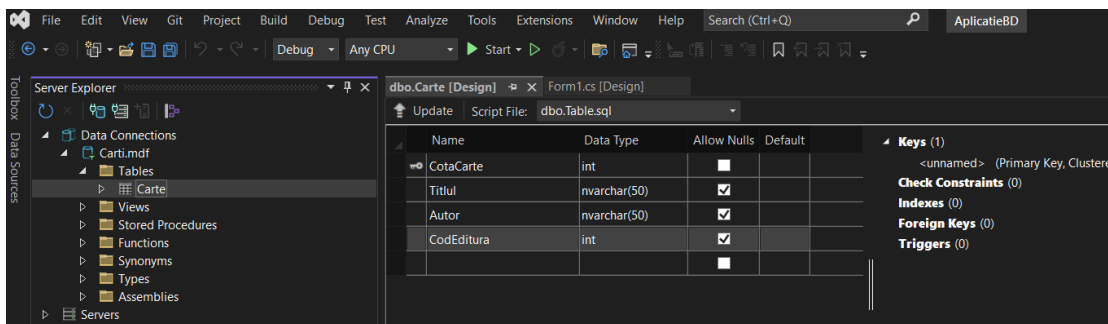 File Edit View Git Project Build Debug Test Analyze Tools Extensions Window Help Search (Ctrl+Q) AplicatieBD
Debug Any CPU Start
Toolbox
Data Sources
Server Explorer
Data Connections
Carti.mdf
Tables
Carte
Views
Stored Procedures
Functions
Synonyms
Types
Assemblies
Servers
dbo.Carte [Design] Form1.cs [Design]
Update Script File: dbo.Table.sql
Name Data Type Allow Nulls Default
CotaCarte int
Titlul nvarchar(50)
Autor nvarchar(50)
CodEditura int
Keys (1)
<unnamed> (Primary Key, Clustere
Check Constraints (0)
Indexes (0)
Foreign Keys (0)
Triggers (0)